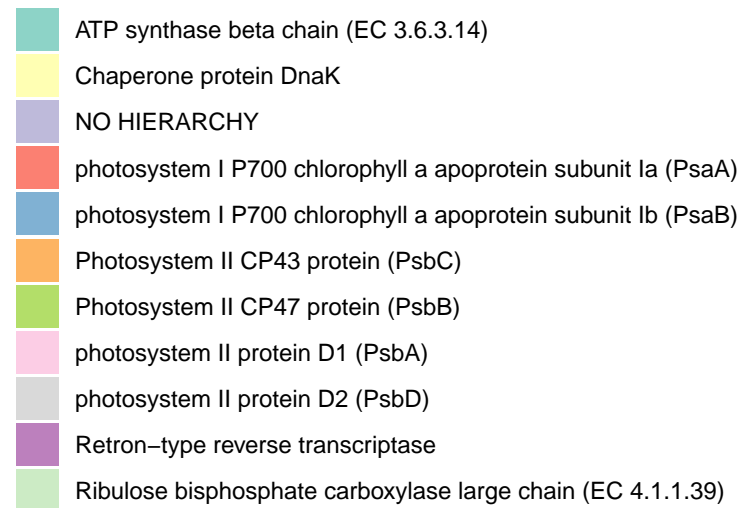 ATP synthase beta chain (EC 3.6.3.14)
Chaperone protein DnaK
NO HIERARCHY
photosystem I P700 chlorophyll a apoprotein subunit Ia (PsaA)
photosystem I P700 chlorophyll a apoprotein subunit Ib (PsaB)
Photosystem II CP43 protein (PsbC)
Photosystem II CP47 protein (PsbB)
photosystem II protein D1 (PsbA)
photosystem II protein D2 (PsbD)
Retron−type reverse transcriptase
Ribulose bisphosphate carboxylase large chain (EC 4.1.1.39)